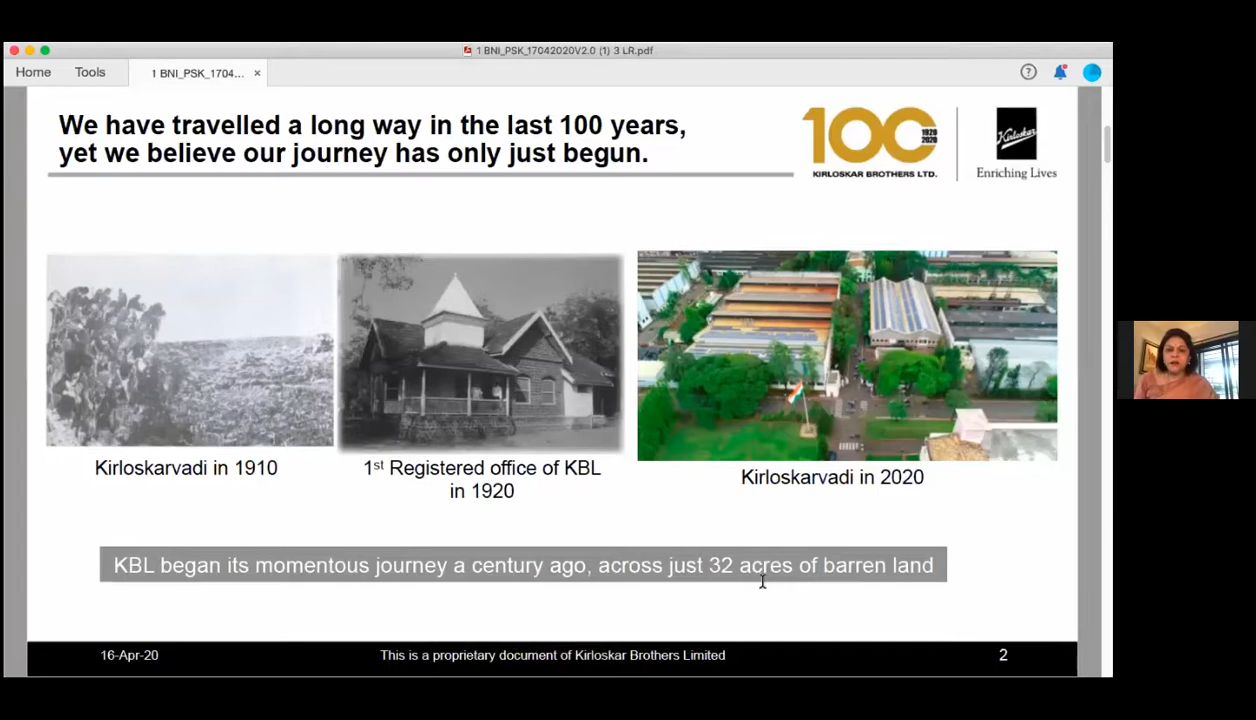 1 BNI_PSK_17042020V2.0 (1) 3 LR.pdf
Home Tools 1 BNI_PSK_1704... ×
We have travelled a long way in the last 100 years,
yet we believe our journey has only just begun.
100
1920
2020
KIRLOSKAR BROTHERS LTD.
Kirloskar
Enriching Lives
Kirloskarvadi in 1910
1st Registered office of KBL
in 1920
Kirloskarvadi in 2020
KBL began its momentous journey a century ago, across just 32 acres of barren land
16-Apr-20 This is a proprietary document of Kirloskar Brothers Limited 2